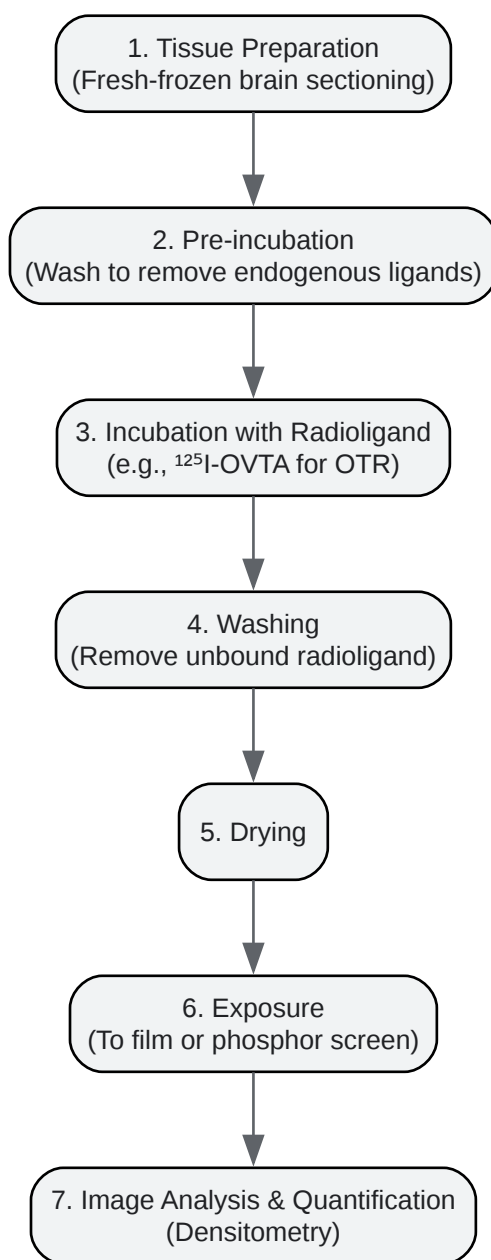 1. Tissue Preparation
(Fresh-frozen brain sectioning)
2. Pre-incubation
(Wash to remove endogenous ligands)
3. Incubation with Radioligand
(e.g., ¹²⁵I-OVTA for OTR)
4. Washing
(Remove unbound radioligand)
5. Drying
6. Exposure
(To film or phosphor screen)
7. Image Analysis & Quantification
(Densitometry)